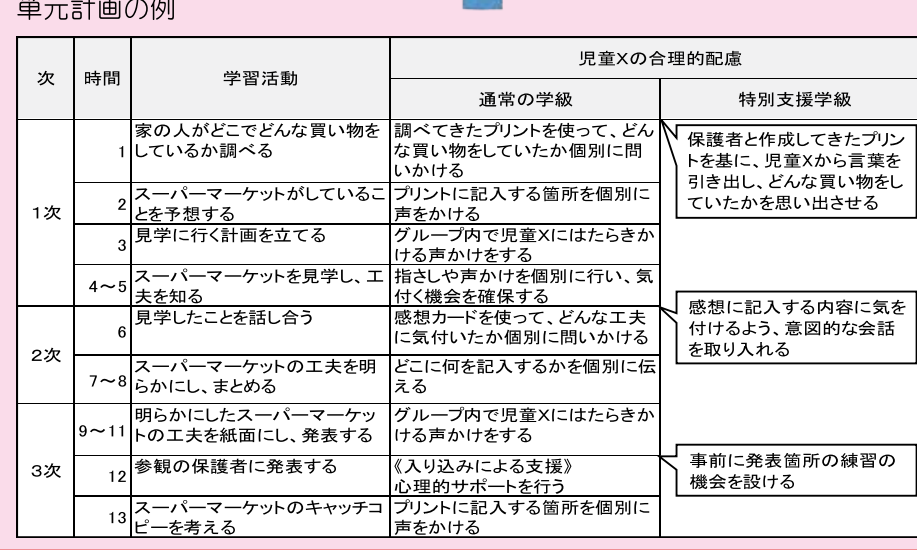 単元計画の例
次
時間
学習活動
児童Xの合理的配慮
通常の学級
特別支援学級
1次
1
家の人がどこでどんな買い物を
しているか調べる
調べてきたプリントを使って、どん
な買い物をしていたか個別に問
いかける
保護者と作成してきたプリン
トを基に、児童Xから言葉を
引き出し、どんな買い物をし
ていたかを思い出させる
2
スーパーマーケットがしているこ
とを予想する
プリントに記入する箇所を個別に
声をかける
3
見学に行く計画を立てる
グループ内で児童Xにはたらきか
ける声かけをする
4～5
スーパーマーケットを見学し、工
夫を知る
指さしや声かけを個別に行い、気
付く機会を確保する
2次
6
見学したことを話し合う
感想カードを使って、どんな工夫
に気付いたか個別に問いかける
感想に記入する内容に気を
付けるよう、意図的な会話
を取り入れる
7～8
スーパーマーケットの工夫を明
らかにし、まとめる
どこに何を記入するかを個別に伝
える
3次
9～11
明らかにしたスーパーマーケッ
トの工夫を紙面にし、発表する
グループ内で児童Xにはたらきか
ける声かけをする
12
参観の保護者に発表する
《入り込みによる支援》
心理的サポートを行う
事前に発表箇所の練習の
機会を設ける
13
スーパーマーケットのキャッチコ
ピーを考える
プリントに記入する箇所を個別に
声をかける